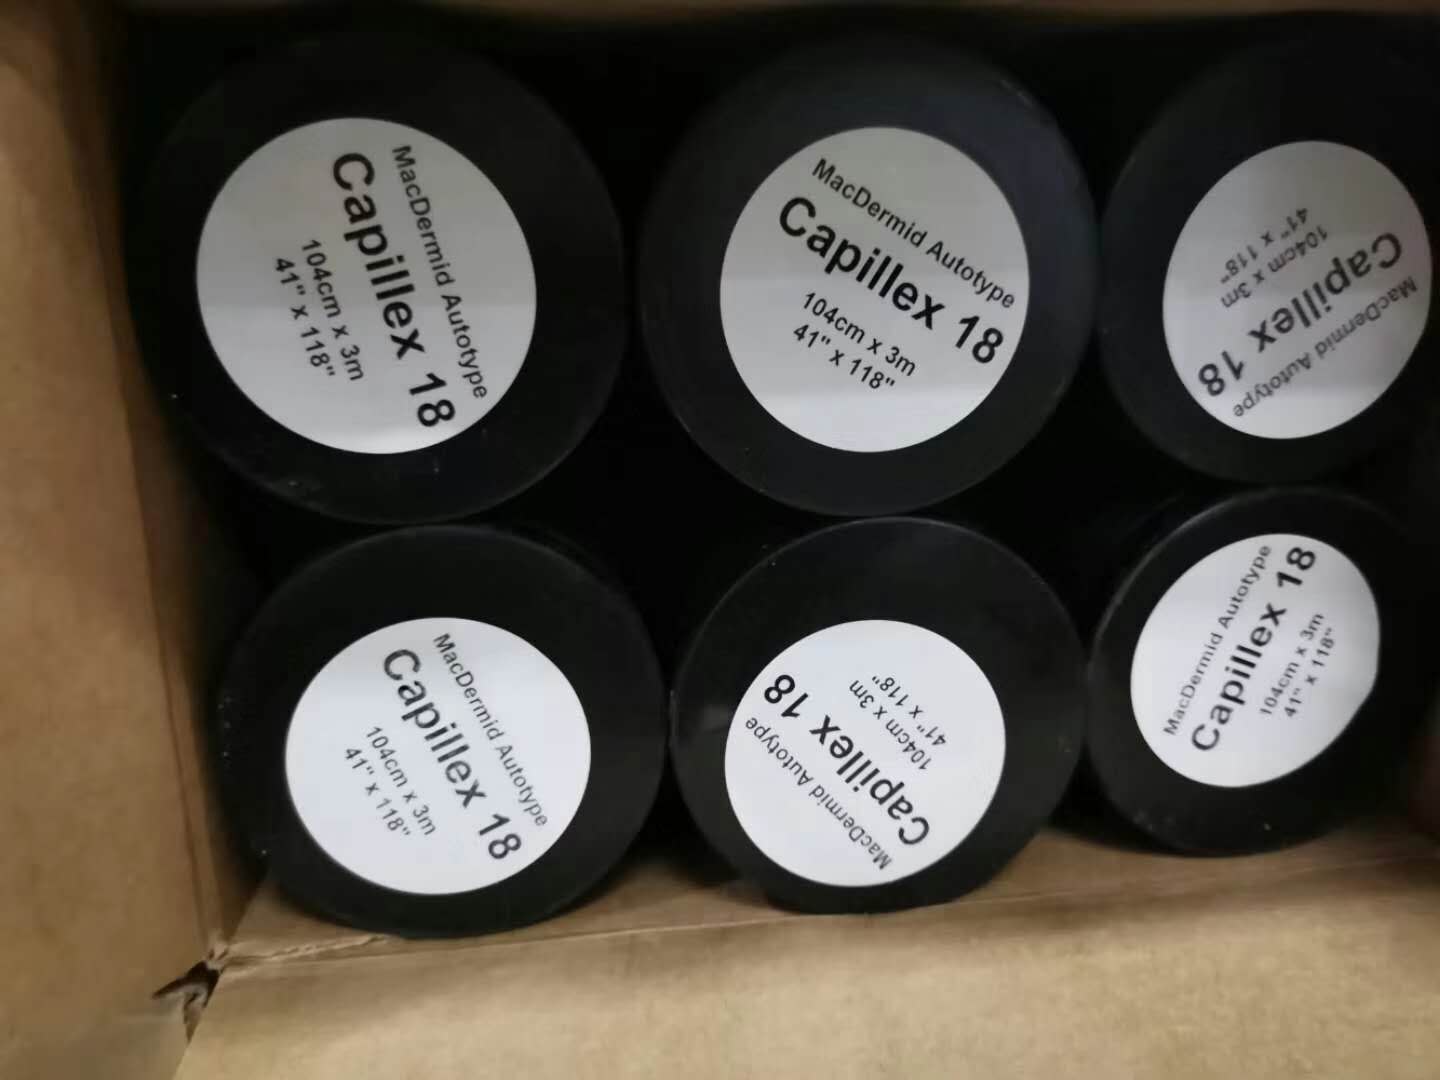 MacDermid Autotype
Capillex 18
104cm x 3m
41" x 118"
MacDermid Autotype
Capillex 18
104cm x 3m
41" x 118"
MacDermid Autotype
Capillex 18
104cm x 3m
41" x 118"
MacDermid Autotype
Capillex 18
104cm x 3m
41" x 118"
MacDermid Autotype
Capillex 18
104cm x 3m
41" x 118"
MacDermid Autotype
Capillex 18
104cm x 3m
41" x 118"